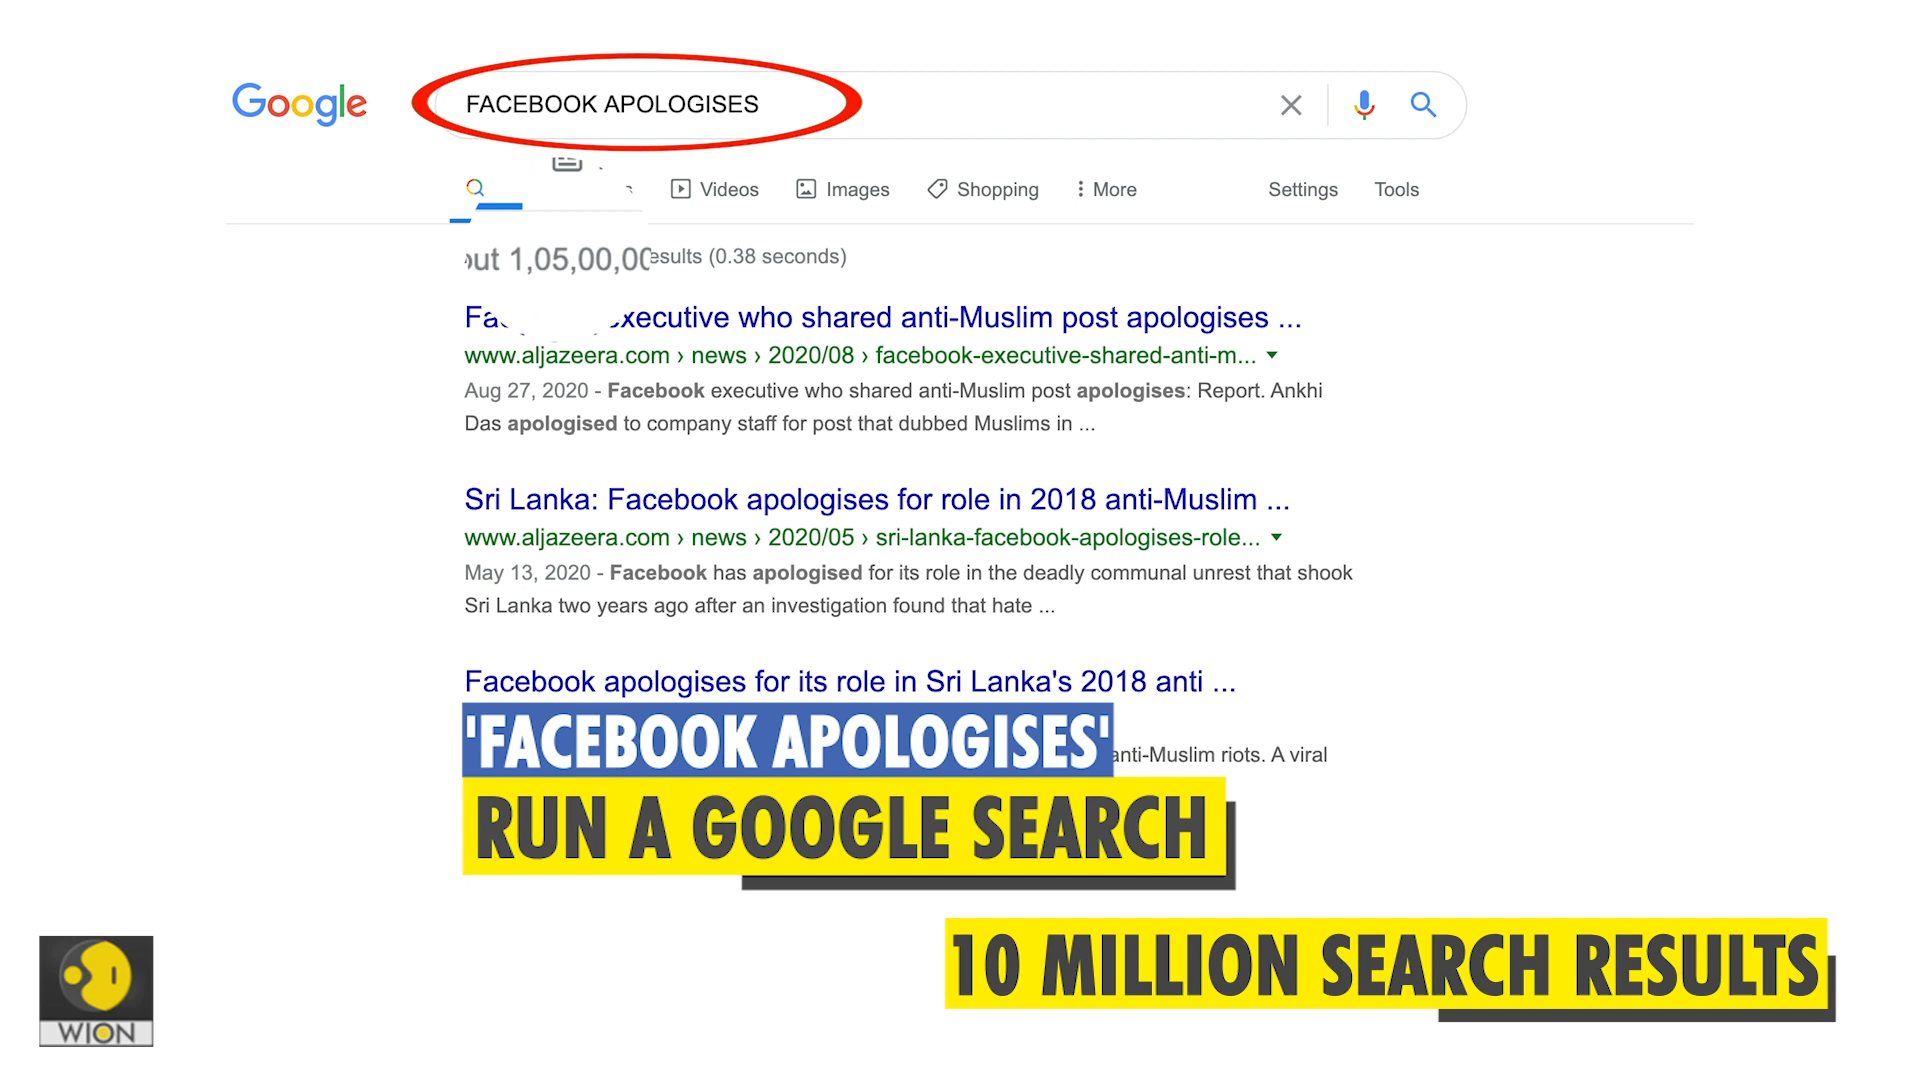 Google
FACEBOOK APOLOGISES
Videos Images Shopping More Settings Tools
1,05,00,00 (0.38 seconds)
who shared anti-Muslim post apologises ...
www.aljazeera.com › news › 2020/08 › facebook-executive-shared-anti-m...
Aug 27, 2020 - Facebook executive who shared anti-Muslim post apologises: Report. Ankhi
Das apologised to company staff for post that dubbed Muslims in ...
Sri Lanka: Facebook apologises for role in 2018 anti-Muslim ...
www.aljazeera.com › news › 2020/05 › sri-lanka-facebook-apologises-role...
May 13, 2020 - Facebook has apologised for its role in the deadly communal unrest that shook
Sri Lanka two years ago after an investigation found that hate ...
Facebook apologises for its role in Sri Lanka's 2018 anti ...
'FACEBOOK APOLOGISES'
anti-Muslim riots. A viral
RUN A GOOGLE SEARCH
10 MILLION SEARCH RESULTS
WION